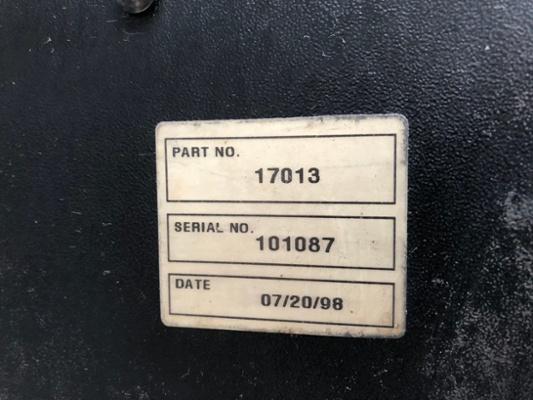 PART NO.
17013
SERIAL NO.
101087
DATE
07/20/98